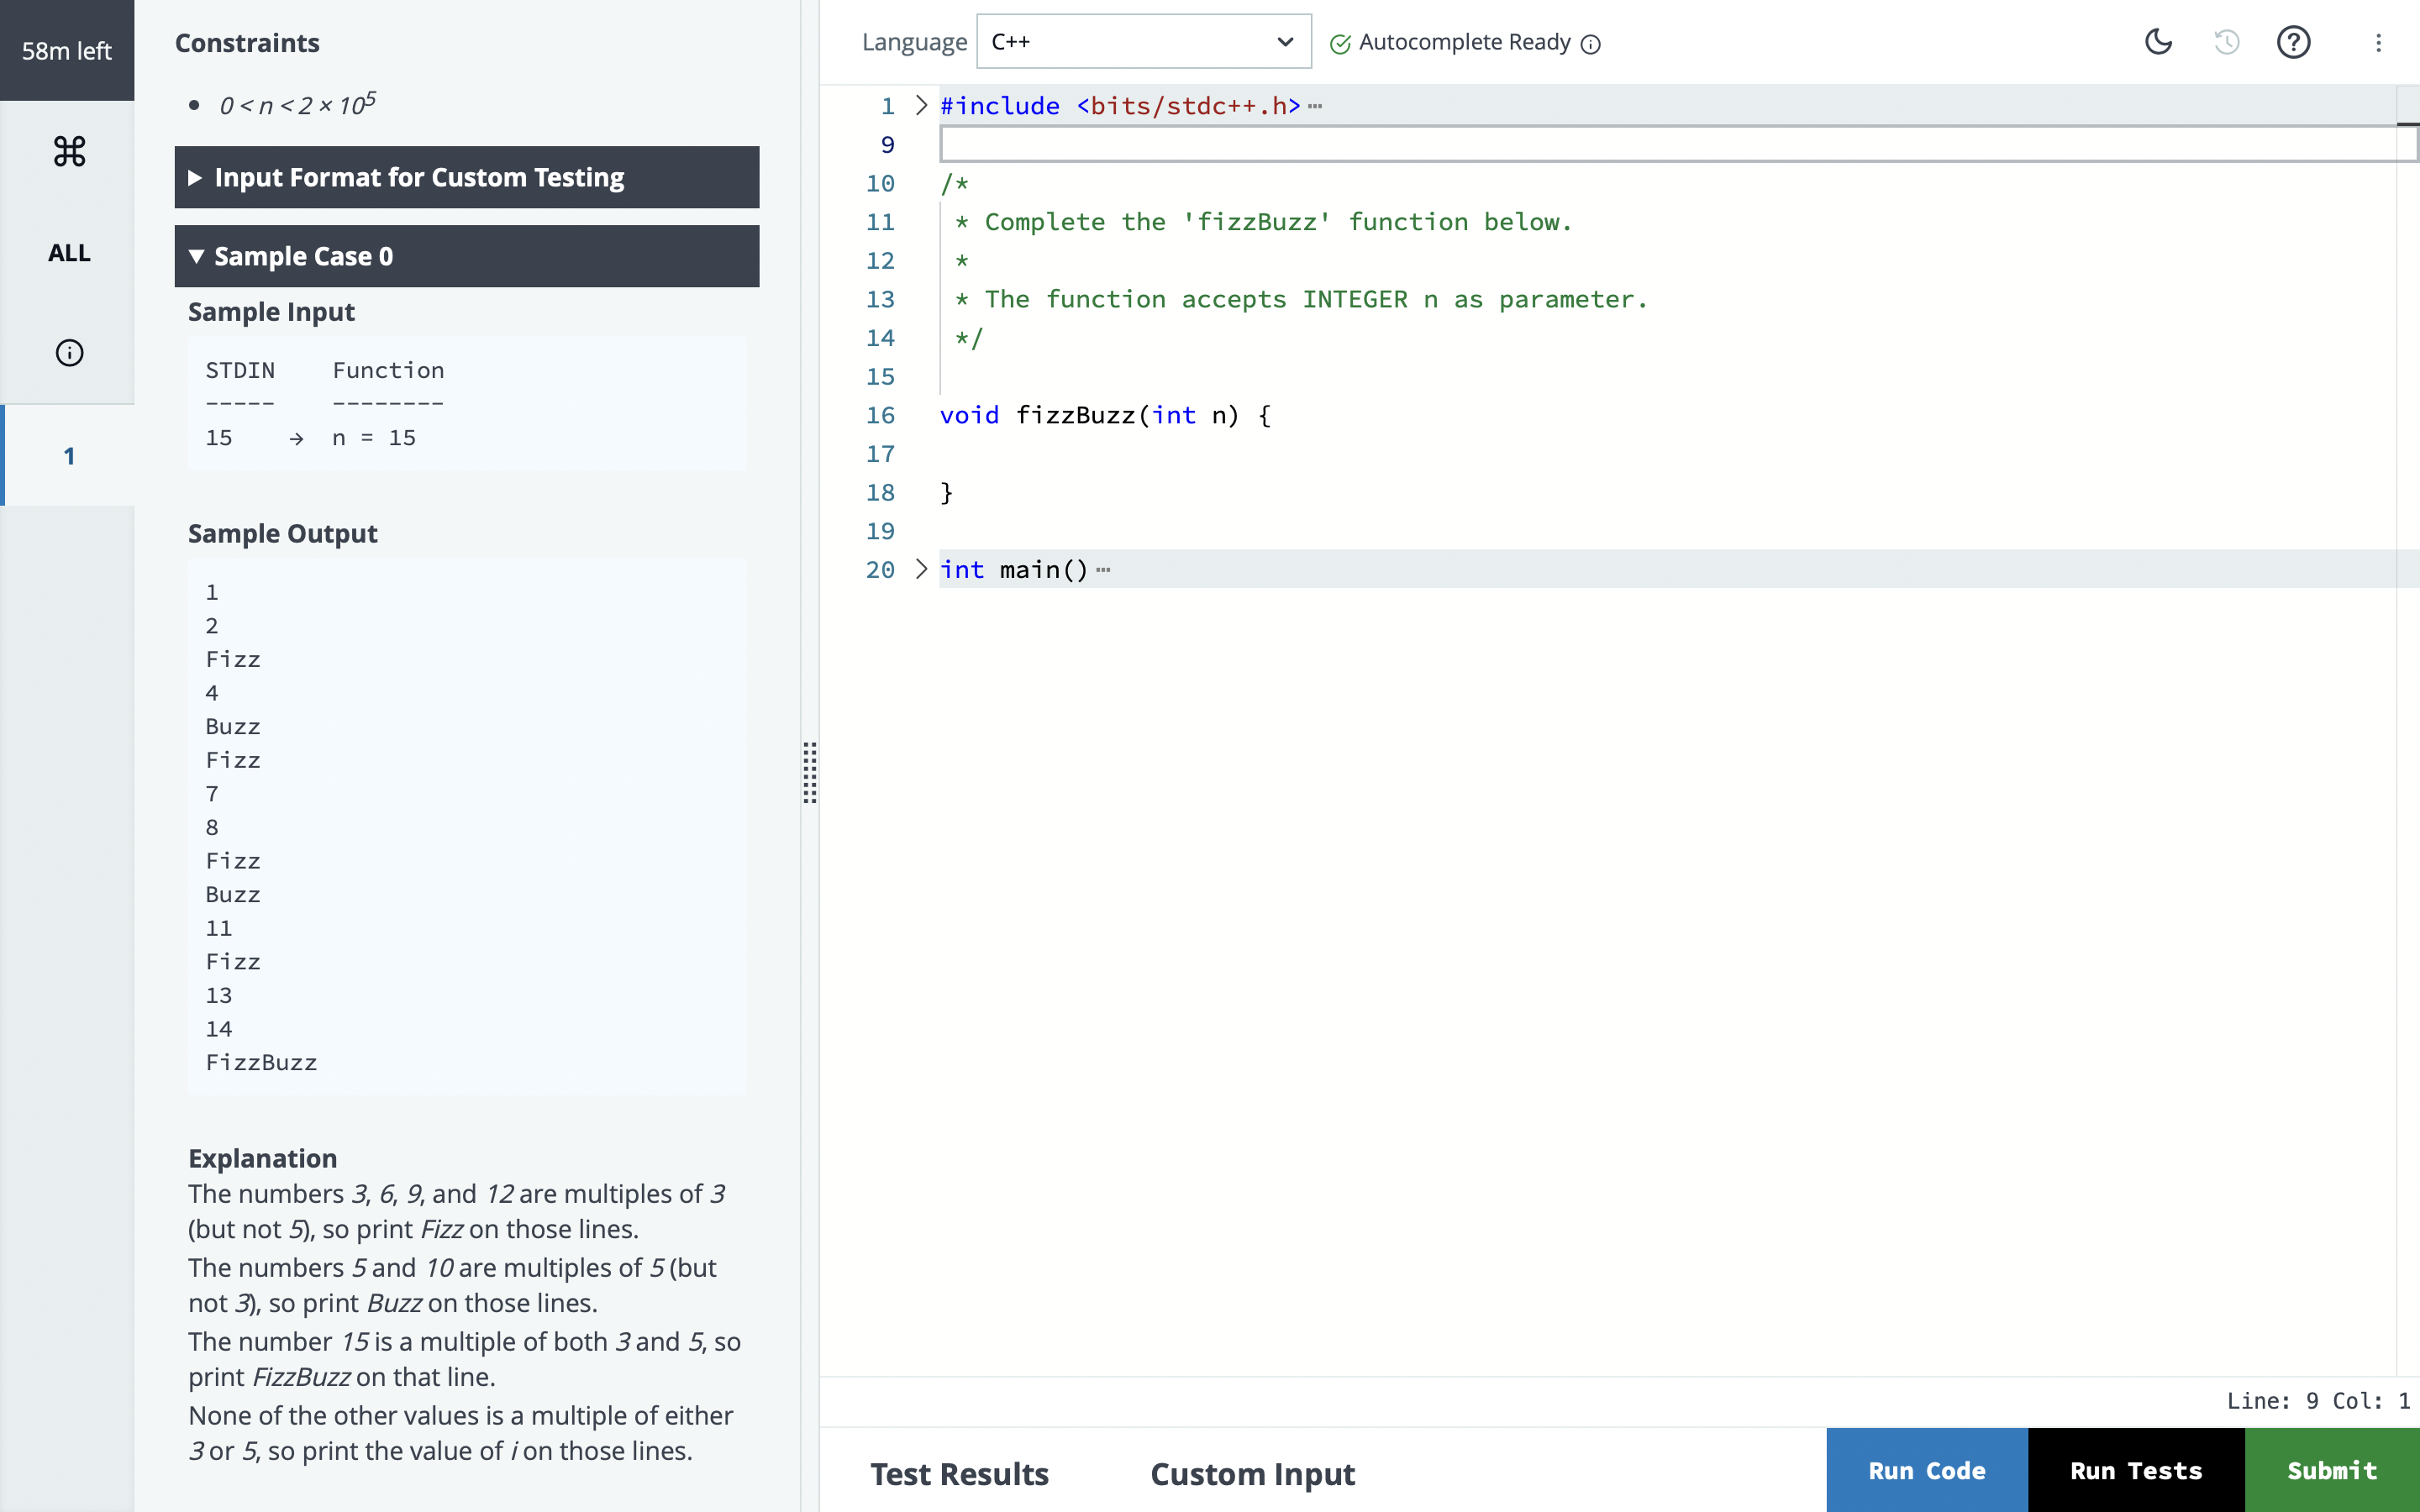 58m left
ALL
1
Constraints
• 0 < n < 2 × 10⁵
Input Format for Custom Testing
Sample Case 0
Sample Input
STDIN    Function
-----    --------
15    →  n = 15
Sample Output
1
2
Fizz
4
Buzz
Fizz
7
8
Fizz
Buzz
11
Fizz
13
14
FizzBuzz
Explanation
The numbers 3, 6, 9, and 12 are multiples of 3
(but not 5), so print Fizz on those lines.
The numbers 5 and 10 are multiples of 5 (but
not 3), so print Buzz on those lines.
The number 15 is a multiple of both 3 and 5, so
print FizzBuzz on that line.
None of the other values is a multiple of either
3 or 5, so print the value of i on those lines.
Language C++ Autocomplete Ready
1 #include <bits/stdc++.h>
9
10 /*
11  * Complete the 'fizzBuzz' function below.
12  *
13  * The function accepts INTEGER n as parameter.
14  */
15
16 void fizzBuzz(int n) {
17
18 }
19
20 int main()
Line: 9 Col: 1
Test Results Custom Input Run Code Run Tests Submit